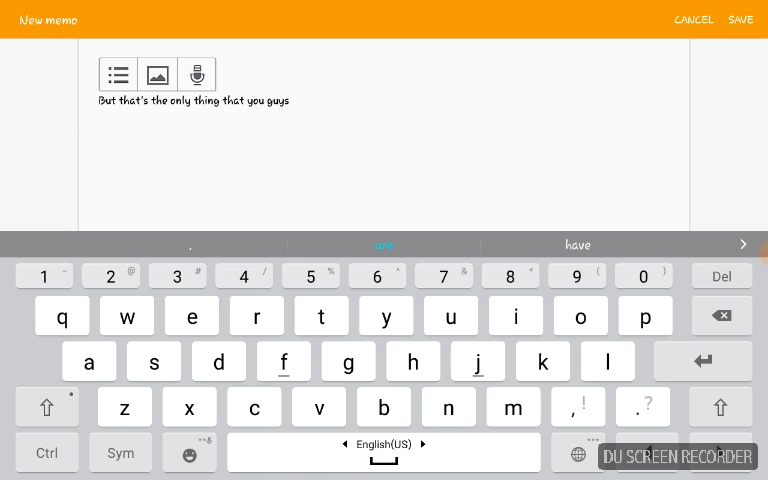 New memo CANCEL SAVE
But that's the only thing that you guys
. are have >
1 - 2 @ 3 # 4 / 5 % 6 ^ 7 & 8 * 9 ( 0 ) Del
q w e r t y u i o p
a s d f g h j k l
z x c v b n m , ! . ?
Ctrl Sym English(US) DU SCREEN RECORDER